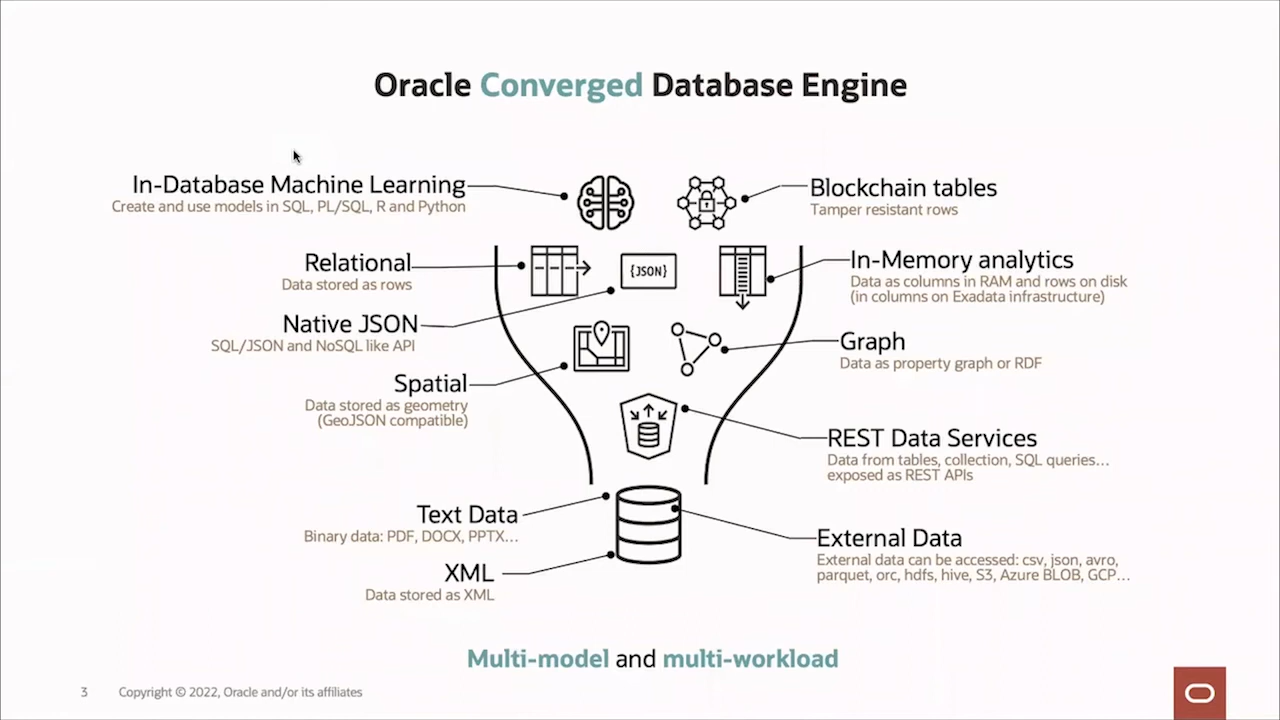 Oracle Converged Database Engine
In-Database Machine Learning
Create and use models in SQL, PL/SQL, R and Python
Blockchain tables
Tamper resistant rows
Relational
Data stored as rows
{JSON}
In-Memory analytics
Data as columns in RAM and rows on disk
(in columns on Exadata infrastructure)
Native JSON
SQL/JSON and NoSQL like API
Graph
Data as property graph or RDF
Spatial
Data stored as geometry
(GeoJSON compatible)
REST Data Services
Data from tables, collection, SQL queries...
exposed as REST APIs
Text Data
Binary data: PDF, DOCX, PPTX...
External Data
External data can be accessed: csv, json, avro,
parquet, orc, hdfs, hive, S3, Azure BLOB, GCP...
XML
Data stored as XML
Multi-model and multi-workload
3 Copyright © 2022, Oracle and/or its affiliates